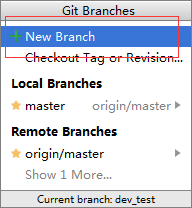 Git Branches
New Branch
Checkout Tag or Revision...
Local Branches
master origin/master
Remote Branches
origin/master
Show 1 More...
Current branch: dev_test